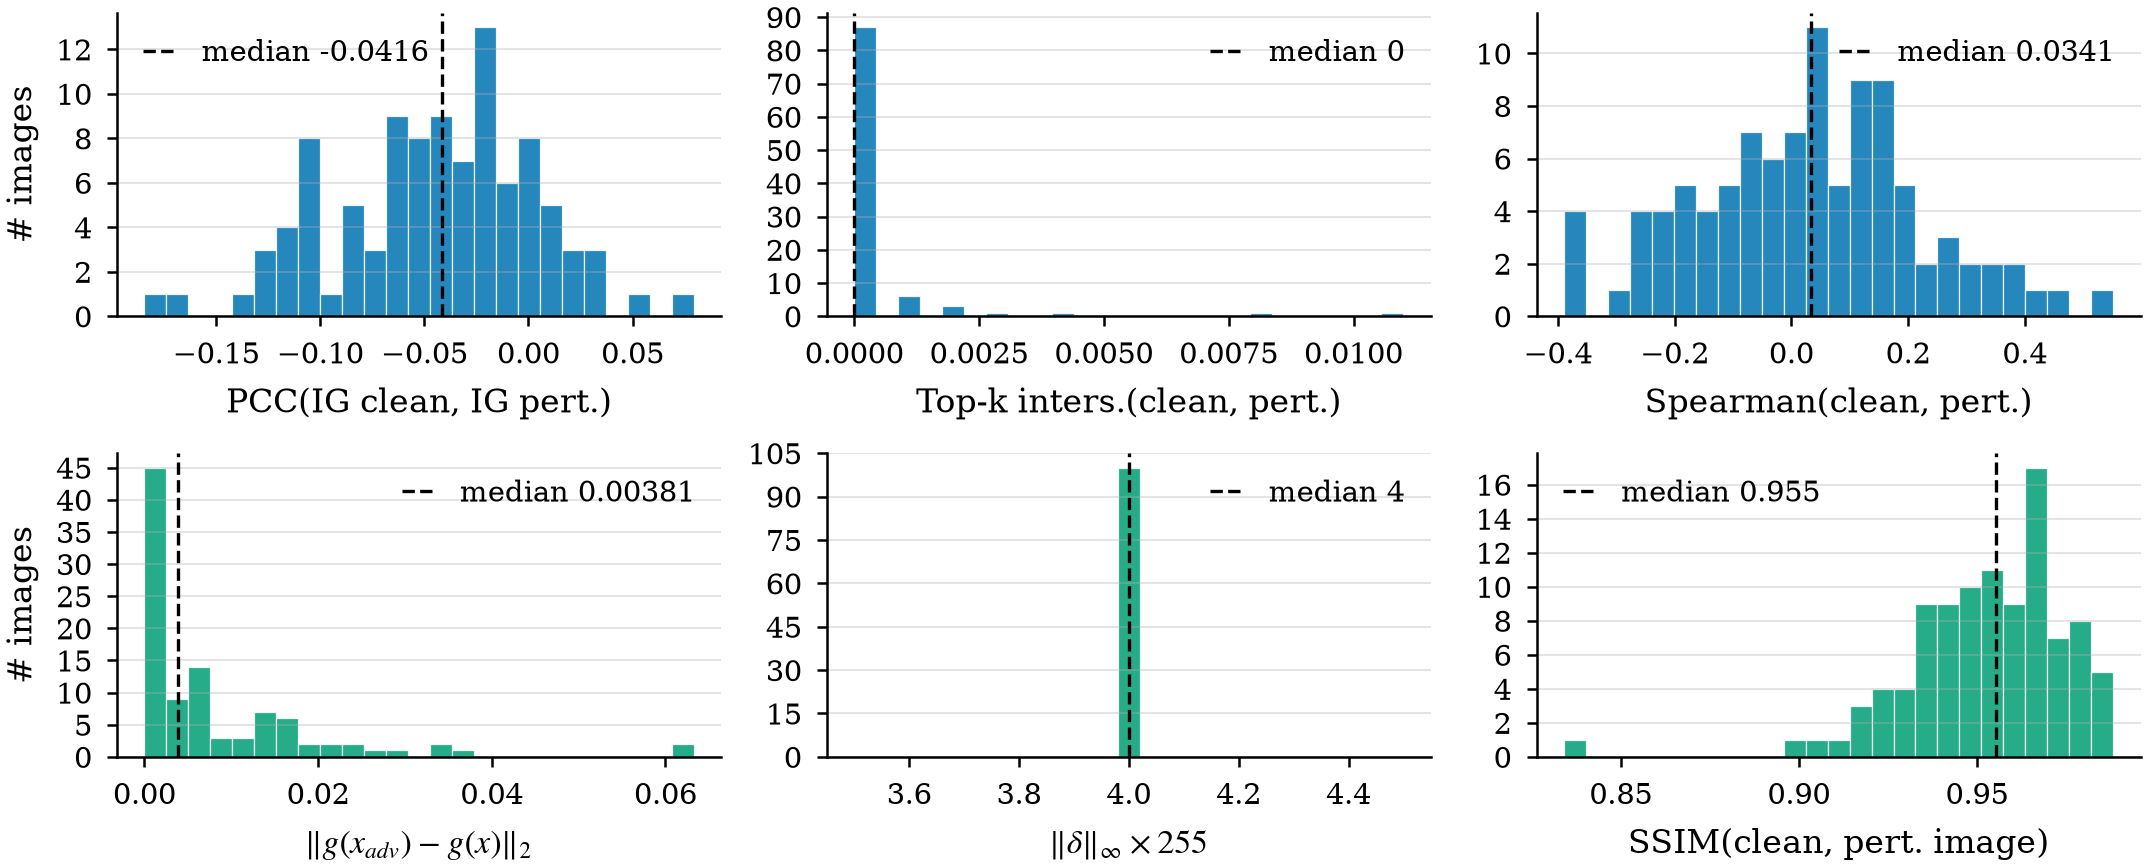 # images
12
10
8
6
4
2
0
median -0.0416
−0.15 −0.10 −0.05 0.00 0.05
PCC(IG clean, IG pert.)
90
80
70
60
50
40
30
20
10
0
median 0
0.0000 0.0025 0.0050 0.0075 0.0100
Top-k inters.(clean, pert.)
10
8
6
4
2
0
median 0.0341
−0.4 −0.2 0.0 0.2 0.4
Spearman(clean, pert.)
# images
45
40
35
30
25
20
15
10
5
0
median 0.00381
0.00 0.02 0.04 0.06
‖g(x_{adv}) − g(x)‖₂
105
90
75
60
45
30
15
0
median 4
3.6 3.8 4.0 4.2 4.4
‖δ‖_∞ × 255
16
14
12
10
8
6
4
2
0
median 0.955
0.85 0.90 0.95
SSIM(clean, pert. image)